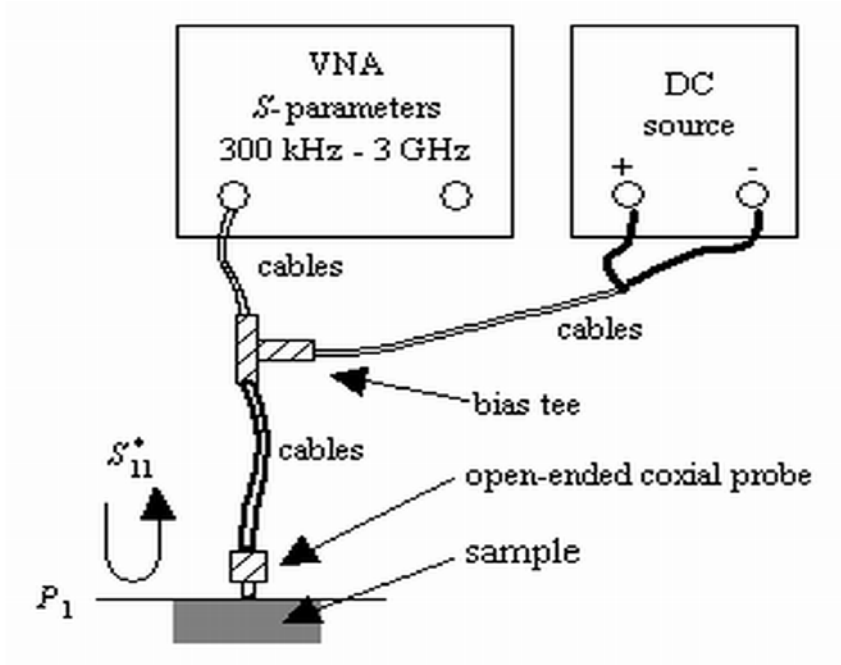 VNA
S-parameters
300 kHz - 3 GHz
DC
source
+ -
cables
cables
bias tee
cables
S*11
open-ended coxial probe
sample
P1